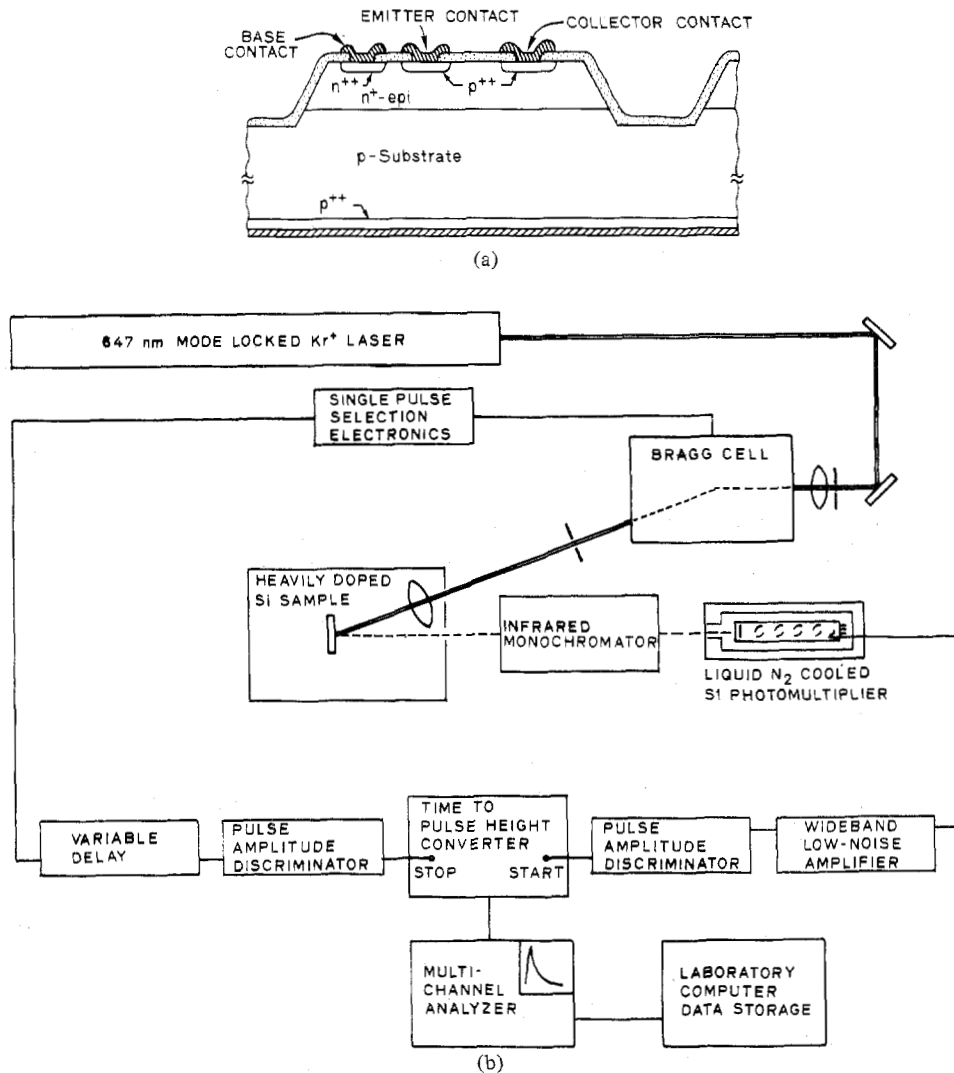 EMITTER CONTACT
COLLECTOR CONTACT
BASE
CONTACT
n++
p++
n+-epi
p-Substrate
p++
(a)
647 nm MODE LOCKED Kr+ LASER
SINGLE PULSE
SELECTION
ELECTRONICS
BRAGG CELL
HEAVILY DOPED
Si SAMPLE
INFRARED
MONOCHROMATOR
LIQUID N2 COOLED
S1 PHOTOMULTIPLIER
VARIABLE
DELAY
PULSE
AMPLITUDE
DISCRIMINATOR
TIME TO
PULSE HEIGHT
CONVERTER
STOP START
PULSE
AMPLITUDE
DISCRIMINATOR
WIDEBAND
LOW-NOISE
AMPLIFIER
MULTI-
CHANNEL
ANALYZER
LABORATORY
COMPUTER
DATA STORAGE
(b)